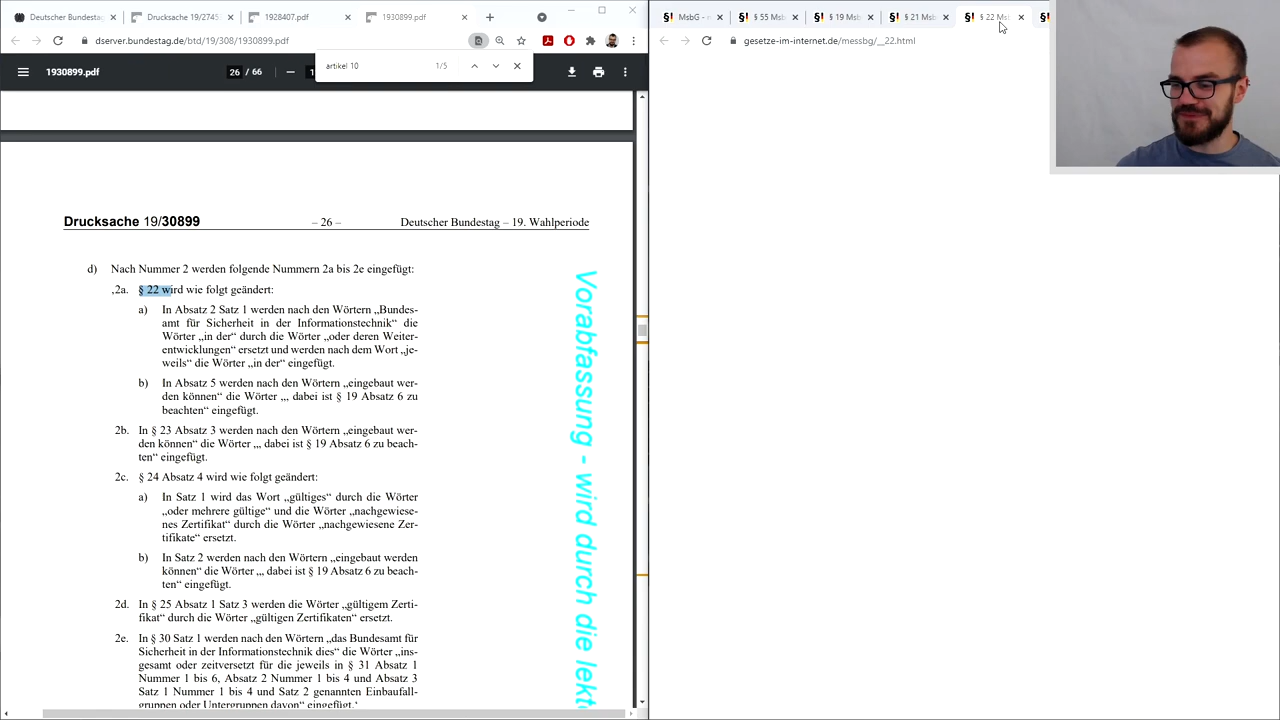 Deutscher Bundestag
Drucksache 19/2745
1928407.pdf
1930899.pdf
dserver.bundestag.de/btd/19/308/1930899.pdf
1930899.pdf
26 / 66
artikel 10
1/5
Drucksache 19/30899
– 26 –
Deutscher Bundestag – 19. Wahlperiode
d) Nach Nummer 2 werden folgende Nummern 2a bis 2e eingefügt:
‚2a. § 22 wird wie folgt geändert:
a) In Absatz 2 Satz 1 werden nach den Wörtern „Bundes-
amt für Sicherheit in der Informationstechnik“ die
Wörter „in der“ durch die Wörter „oder deren Weiter-
entwicklungen“ ersetzt und werden nach dem Wort „je-
weils“ die Wörter „in der“ eingefügt.
b) In Absatz 5 werden nach den Wörtern „eingebaut wer-
den können“ die Wörter „, dabei ist § 19 Absatz 6 zu
beachten“ eingefügt.
2b. In § 23 Absatz 3 werden nach den Wörtern „eingebaut wer-
den können“ die Wörter „, dabei ist § 19 Absatz 6 zu beach-
ten“ eingefügt.
2c. § 24 Absatz 4 wird wie folgt geändert:
a) In Satz 1 wird das Wort „gültiges“ durch die Wörter
„oder mehrere gültige“ und die Wörter „nachgewiese-
nes Zertifikat“ durch die Wörter „nachgewiesene Zer-
tifikate“ ersetzt.
b) In Satz 2 werden nach den Wörtern „eingebaut werden
können“ die Wörter „, dabei ist § 19 Absatz 6 zu beach-
ten“ eingefügt.
2d. In § 25 Absatz 1 Satz 3 werden die Wörter „gültigem Zerti-
fikat“ durch die Wörter „gültigen Zertifikaten“ ersetzt.
2e. In § 30 Satz 1 werden nach den Wörtern „das Bundesamt für
Sicherheit in der Informationstechnik dies“ die Wörter „ins-
gesamt oder zeitversetzt für die jeweils in § 31 Absatz 1
Nummer 1 bis 6, Absatz 2 Nummer 1 bis 4 und Absatz 3
Satz 1 Nummer 1 bis 4 und Satz 2 genannten Einbaufall-
gruppen oder Untergruppen davon“ eingefügt.‘
Vorabfassung - wird durch die lekt
MsbG - n
§ 55 Msb
§ 19 Msb
§ 21 Msb
§ 22 Msb
gesetze-im-internet.de/messbg/__22.html